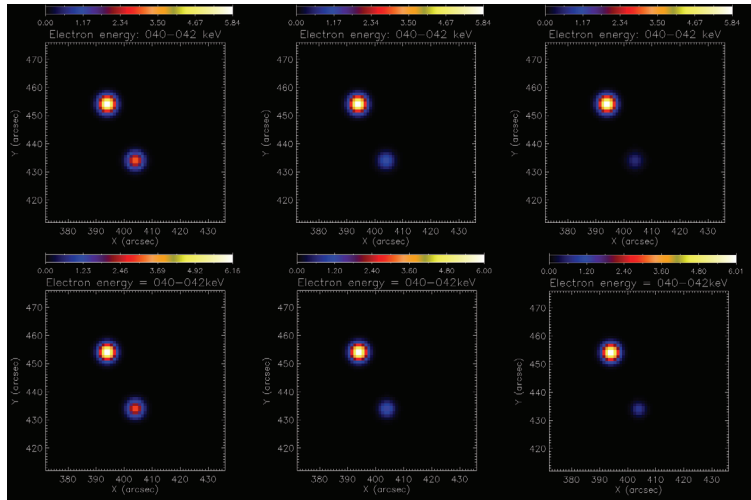 0.00 1.17 2.34 3.50 4.67 5.84
Electron energy: 040-042 keV
470
460
450
440
430
420
Y (arcsec)
380 390 400 410 420 430
X (arcsec)
0.00 1.17 2.34 3.50 4.67 5.84
Electron energy: 040-042 keV
470
460
450
440
430
420
Y (arcsec)
380 390 400 410 420 430
X (arcsec)
0.00 1.17 2.34 3.50 4.67 5.84
Electron energy: 040-042 keV
470
460
450
440
430
420
Y (arcsec)
380 390 400 410 420 430
X (arcsec)
0.00 1.23 2.46 3.69 4.92 6.16
Electron energy = 040-042keV
470
460
450
440
430
420
Y (arcsec)
380 390 400 410 420 430
X (arcsec)
0.00 1.20 2.40 3.60 4.80 6.00
Electron energy = 040-042keV
470
460
450
440
430
420
Y (arcsec)
380 390 400 410 420 430
X (arcsec)
0.00 1.20 2.40 3.60 4.81 6.01
Electron energy = 040-042keV
470
460
450
440
430
420
Y (arcsec)
380 390 400 410 420 430
X (arcsec)